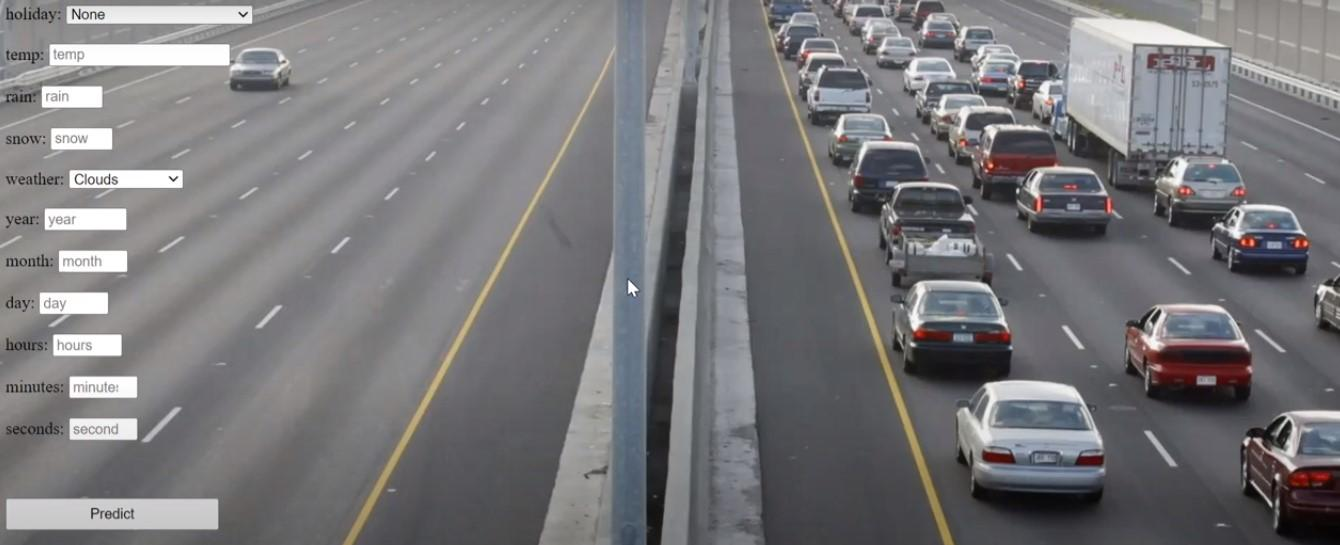 holiday: None
temp: temp
rain: rain
snow: snow
weather: Clouds
year: year
month: month
day: day
hours: hours
minutes: minute
seconds: second
Predict